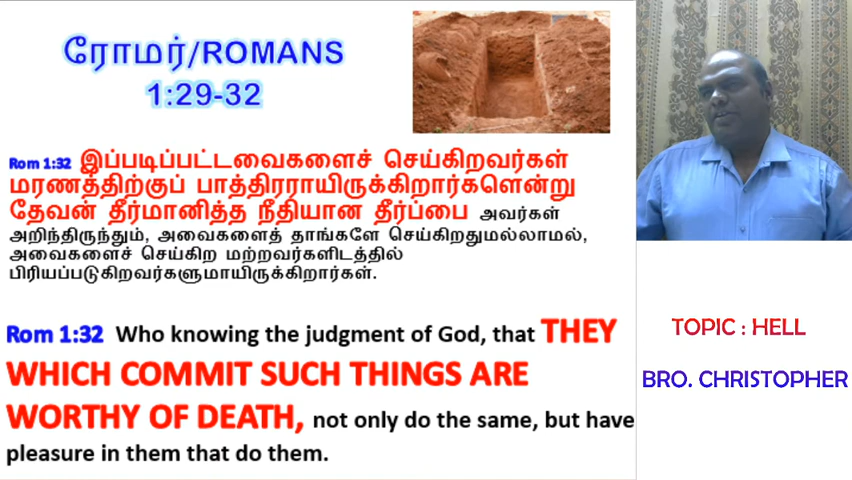 ரோமர்/ROMANS
1:29-32
Rom 1:32 இப்படிப்பட்டவைகளைச் செய்கிறவர்கள்
மரணத்திற்குப் பாத்திரராயிருக்கிறார்களென்று
தேவன் தீர்மானித்த நீதியான தீர்ப்பை அவர்கள்
அறிந்திருந்தும், அவைகளைத் தாங்களே செய்கிறதுமல்லாமல்,
அவைகளைச் செய்கிற மற்றவர்களிடத்தில்
பிரியப்படுகிறவர்களுமாயிருக்கிறார்கள்.
Rom 1:32 Who knowing the judgment of God, that THEY
WHICH COMMIT SUCH THINGS ARE
WORTHY OF DEATH, not only do the same, but have
pleasure in them that do them.
TOPIC : HELL
BRO. CHRISTOPHER